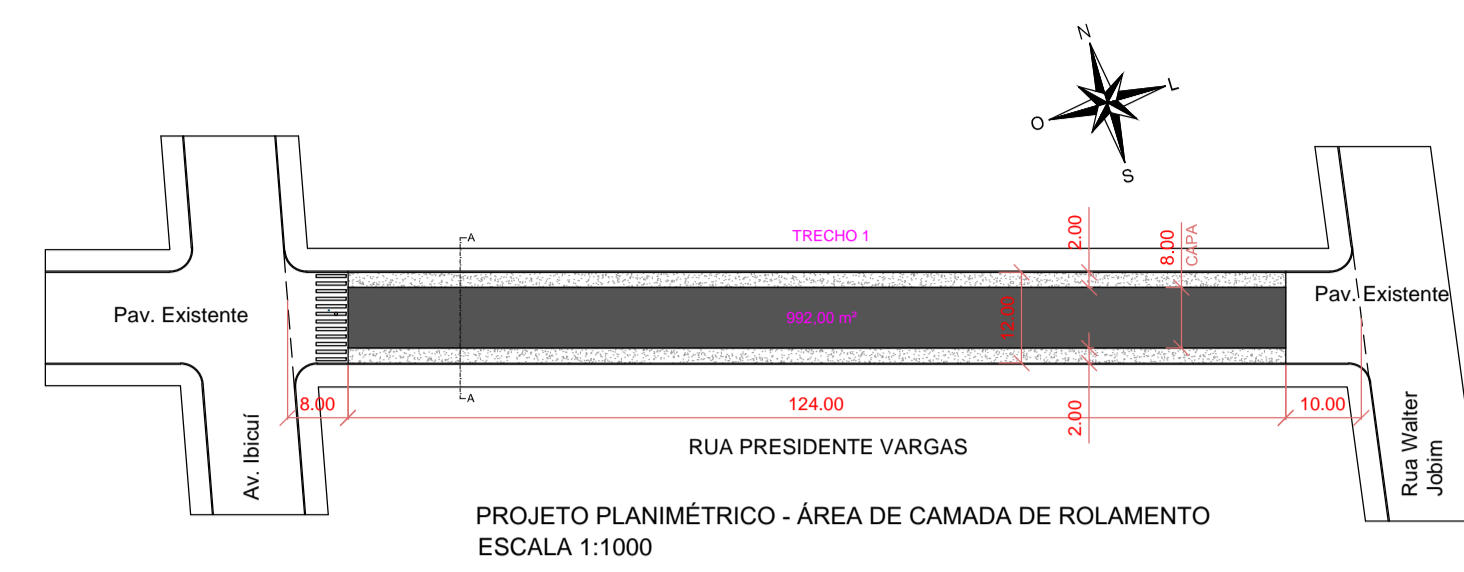 N
L
O
S
A
TRECHO 1
2.00
8.00
CAPA
Pav. Existente
992,00 m²
12.00
Pav. Existente
A
8.00
124.00
2.00
10.00
Av. Ibicuí
RUA PRESIDENTE VARGAS
Rua Walter
Jobim
PROJETO PLANIMÉTRICO - ÁREA DE CAMADA DE ROLAMENTO
ESCALA 1:1000